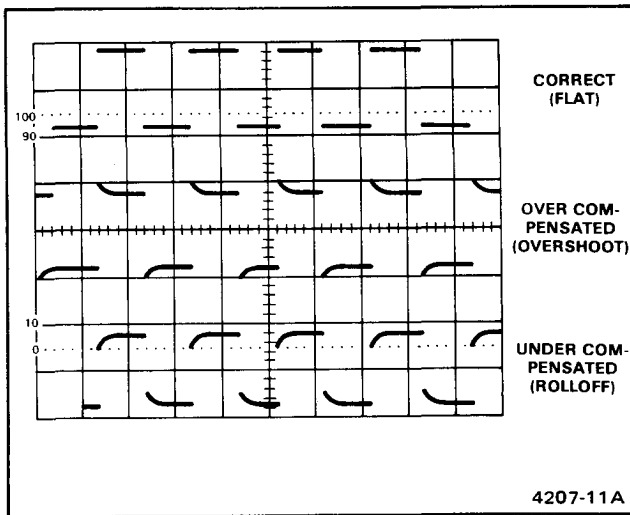 CORRECT
(FLAT)
100
90
OVER COM-
PENSATED
(OVERSHOOT)
10
0
UNDER COM-
PENSATED
(ROLLOFF)
4207-11A